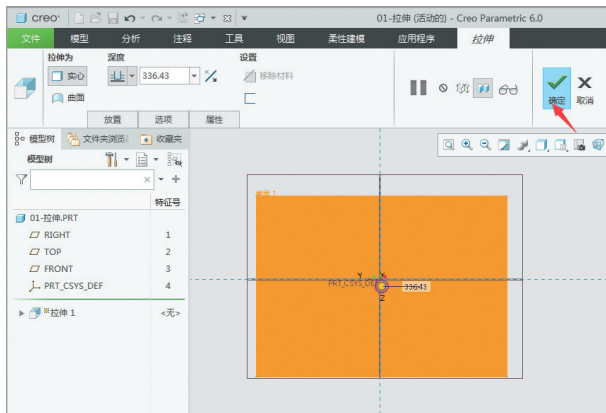 creo
01-拉伸 (活动的) - Creo Parametric 6.0
文件 模型 分析 注释 工具 视图 柔性建模 应用程序 拉伸
拉伸为 深度 设置
实心 336.43 移除材料
曲面
确定 取消
放置 选项 属性
模型树 文件夹浏览 收藏夹
模型树
特征号
01-拉伸.PRT
RIGHT 1
TOP 2
FRONT 3
PRT_CSYS_DEF 4
拉伸 1 <无>
截面 1
Y X
PRT_CSYS_DEF 336.43
Z